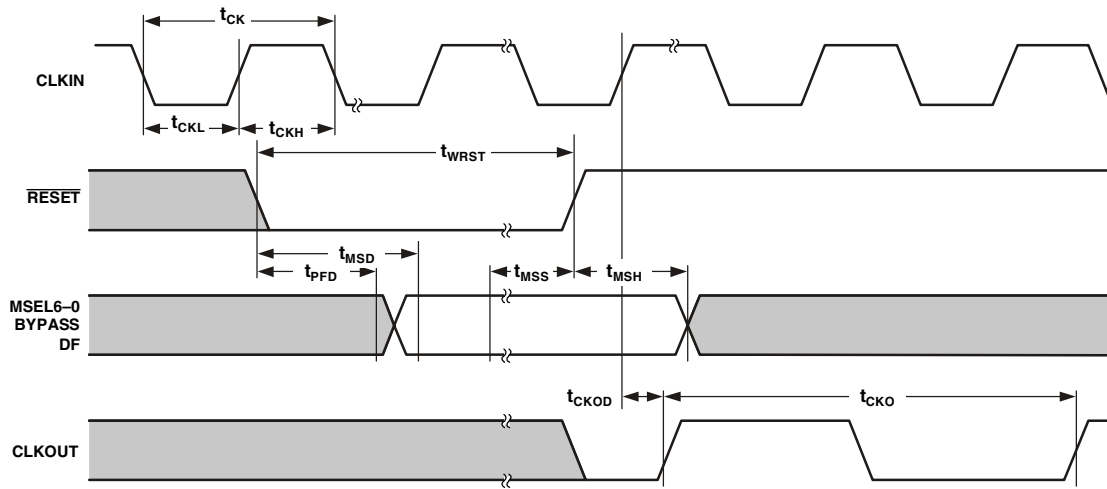 tCK
CLKIN
tCKL
tCKH
tWRST
RESET
tMSD
tPFD
tMSS
tMSH
MSEL6–0
BYPASS
DF
tCKOD
tCKO
CLKOUT